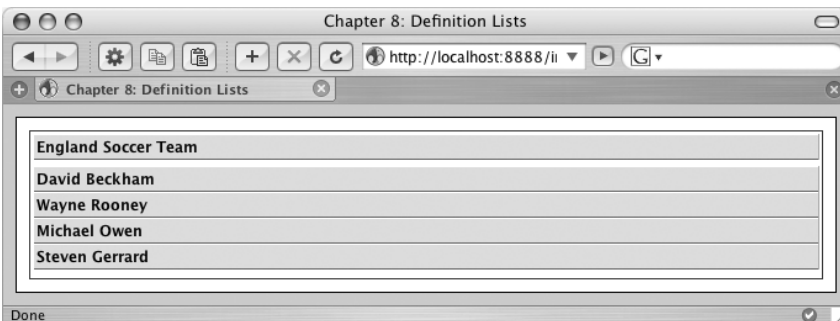 Chapter 8: Definition Lists
http://localhost:8888/ii
G
Chapter 8: Definition Lists
England Soccer Team
David Beckham
Wayne Rooney
Michael Owen
Steven Gerrard
Done